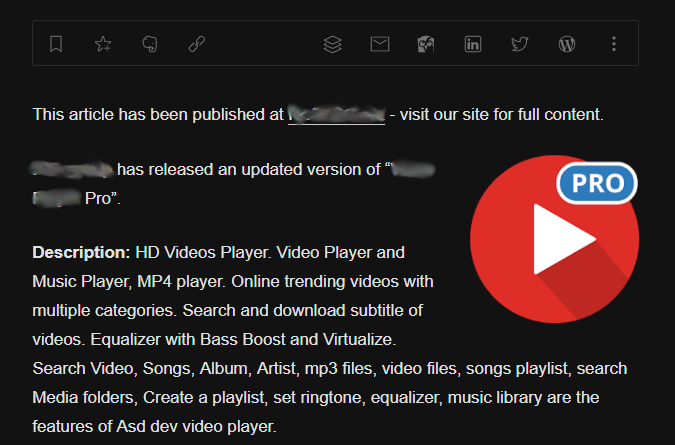 This article has been published at - visit our site for full content.
has released an updated version of “
Pro”.
PRO
Description: HD Videos Player. Video Player and
Music Player, MP4 player. Online trending videos with
multiple categories. Search and download subtitle of
videos. Equalizer with Bass Boost and Virtualize.
Search Video, Songs, Album, Artist, mp3 files, video files, songs playlist, search
Media folders, Create a playlist, set ringtone, equalizer, music library are the
features of Asd dev video player.